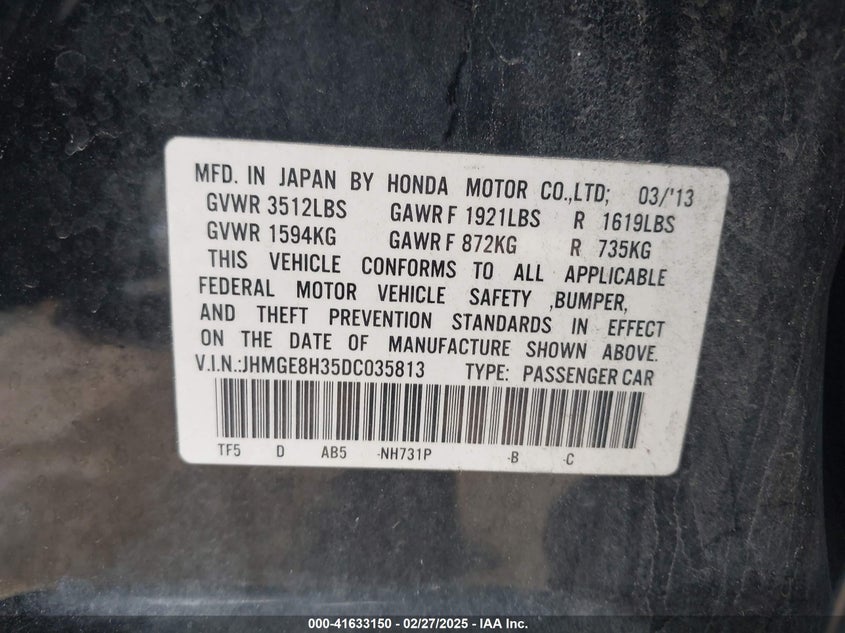 MFD. IN JAPAN BY HONDA MOTOR CO.,LTD; 03/'13
GVWR 3512LBS GAWR F 1921LBS R 1619LBS
GVWR 1594KG GAWR F 872KG R 735KG
THIS VEHICLE CONFORMS TO ALL APPLICABLE
FEDERAL MOTOR VEHICLE SAFETY ,BUMPER,
AND THEFT PREVENTION STANDARDS IN EFFECT
ON THE DATE OF MANUFACTURE SHOWN ABOVE.
V.I.N.:JHMGE8H35DC035813 TYPE: PASSENGER CAR
TF5 D AB5 -NH731P -B -C
000-41633150 - 02/27/2025 - IAA Inc.